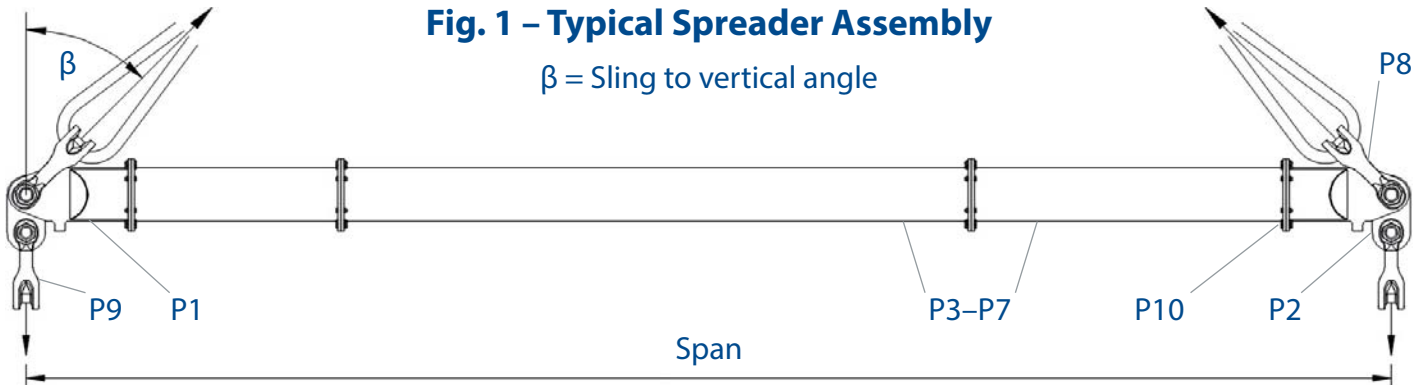 Fig. 1 – Typical Spreader Assembly
β
β = Sling to vertical angle
P8
P9
P1
P3–P7
P10
P2
Span